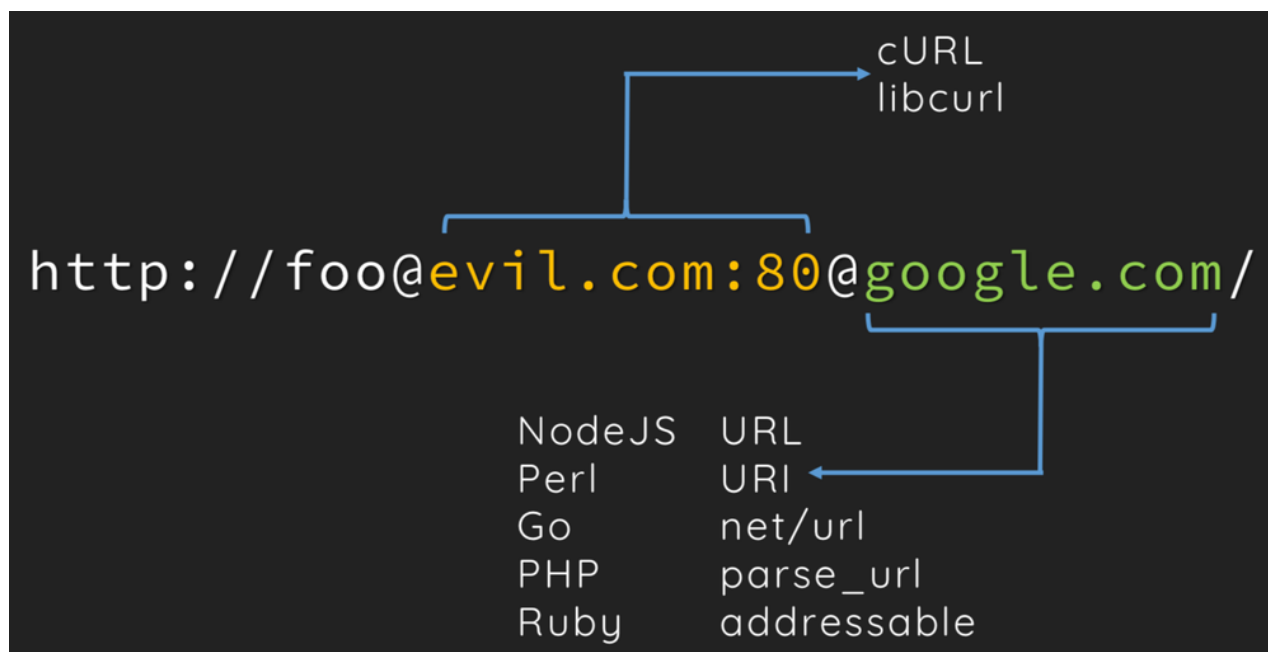 cURL
libcurl
http://foo@evil.com:80@google.com/
NodeJS URL
Perl URI
Go net/url
PHP parse_url
Ruby addressable